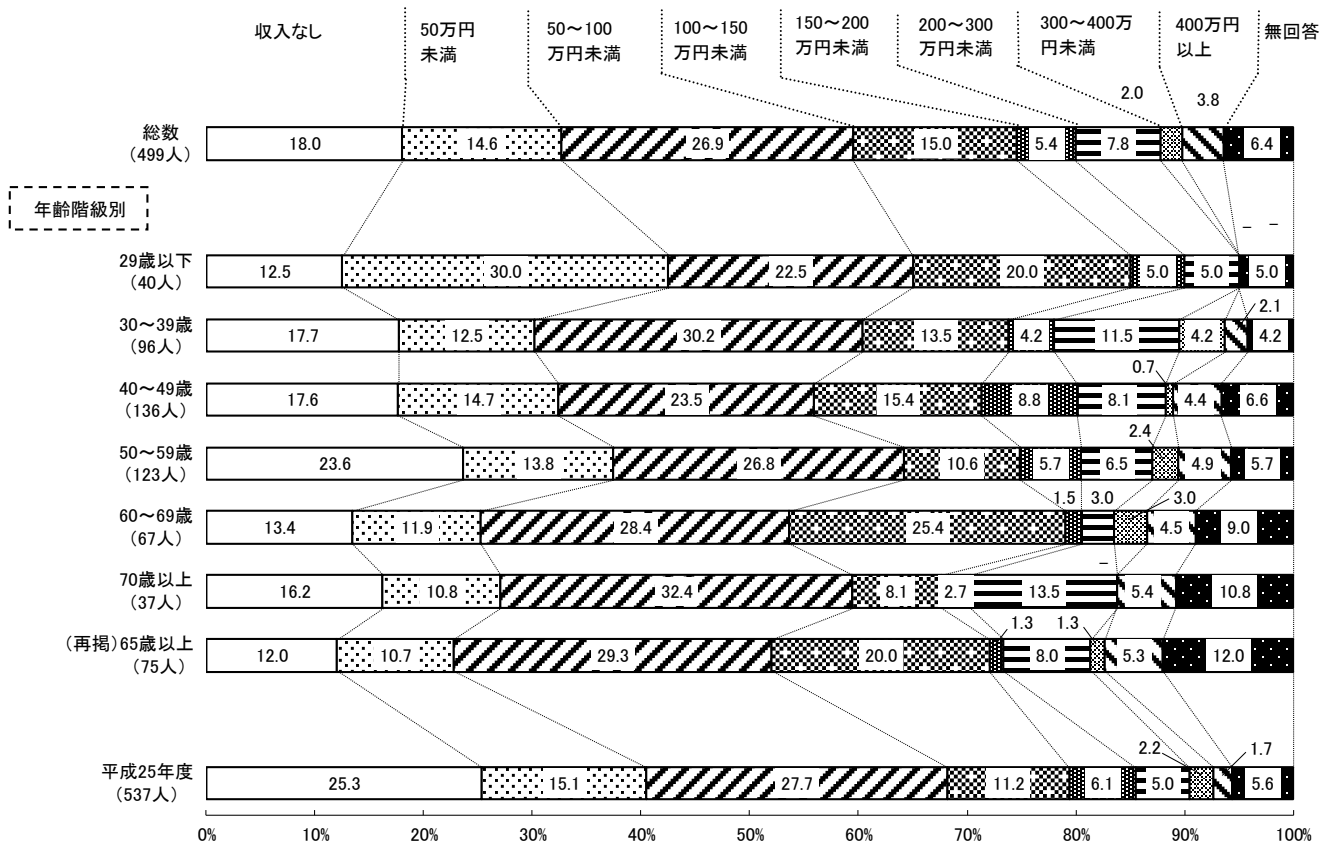 収入なし
50万円
未満
50～100
万円未満
100～150
万円未満
150～200
万円未満
200～300
万円未満
300～400万
円未満
400万円
以上
無回答
2.0
3.8
総数
(499人)
18.0 14.6 26.9 15.0 5.4 7.8 6.4
年齢階級別
－ －
29歳以下
(40人)
12.5 30.0 22.5 20.0 5.0 5.0 5.0
2.1
30～39歳
(96人)
17.7 12.5 30.2 13.5 4.2 11.5 4.2 4.2
0.7
40～49歳
(136人)
17.6 14.7 23.5 15.4 8.8 8.1 4.4 6.6
2.4
50～59歳
(123人)
23.6 13.8 26.8 10.6 5.7 6.5 4.9 5.7
1.5 3.0 3.0
60～69歳
(67人)
13.4 11.9 28.4 25.4 4.5 9.0
－
70歳以上
(37人)
16.2 10.8 32.4 8.1 2.7 13.5 5.4 10.8
1.3 1.3
(再掲)65歳以上
(75人)
12.0 10.7 29.3 20.0 8.0 5.3 12.0
2.2 1.7
平成25年度
(537人)
25.3 15.1 27.7 11.2 6.1 5.0 5.6
0% 10% 20% 30% 40% 50% 60% 70% 80% 90% 100%